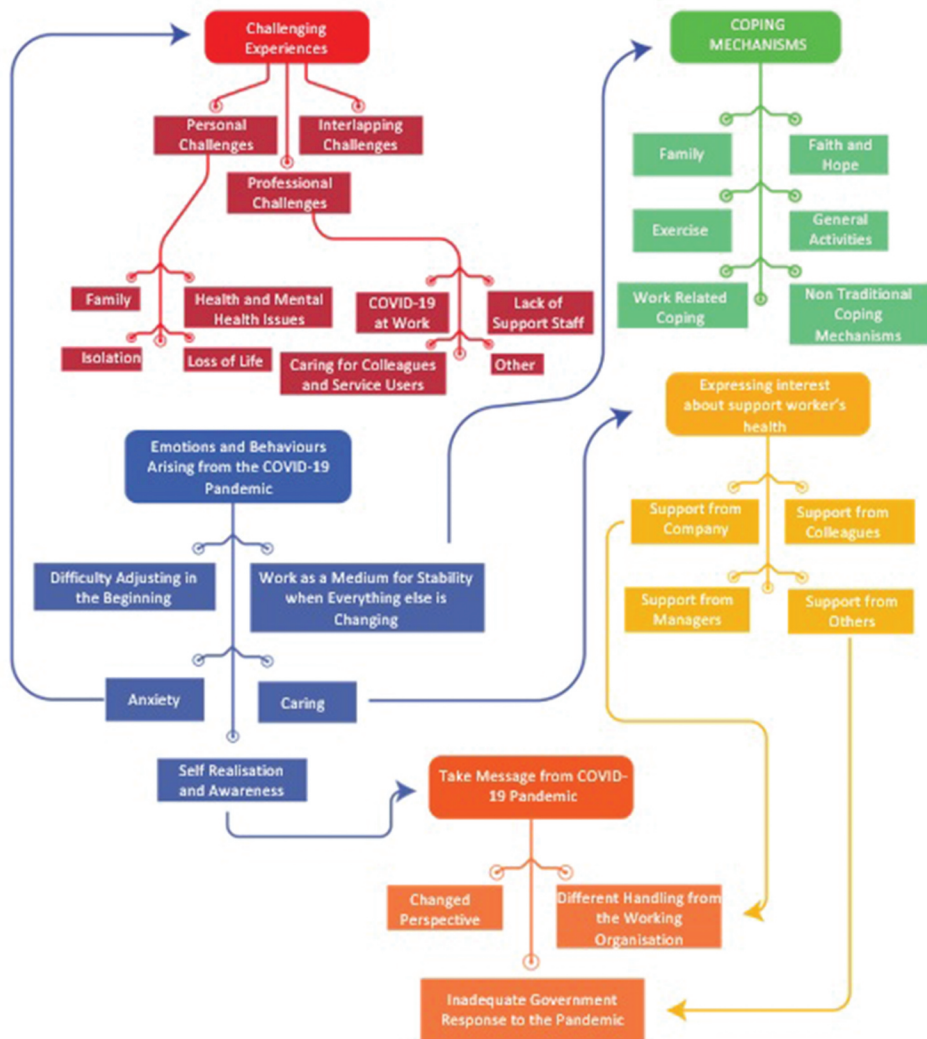 Challenging
Experiences
Personal
Challenges
Interlapping
Challenges
Professional
Challenges
Family
Health and Mental
Health Issues
Isolation
Loss of Life
COVID-19
at Work
Lack of
Support Staff
Caring for Colleagues
and Service Users
Other
COPING
MECHANISMS
Family
Faith and
Hope
Exercise
General
Activities
Work Related
Coping
Non Traditional
Coping
Mechanisms
Emotions and Behaviours
Arising from the COVID-19
Pandemic
Difficulty Adjusting in
the Beginning
Work as a Medium for Stability
when Everything else is
Changing
Anxiety
Caring
Self Realisation
and Awareness
Expressing interest
about support worker's
health
Support from
Company
Support from
Colleagues
Support from
Managers
Support from
Others
Take Message from COVID-
19 Pandemic
Changed
Perspective
Different Handling from
the Working
Organisation
Inadequate Government
Response to the Pandemic